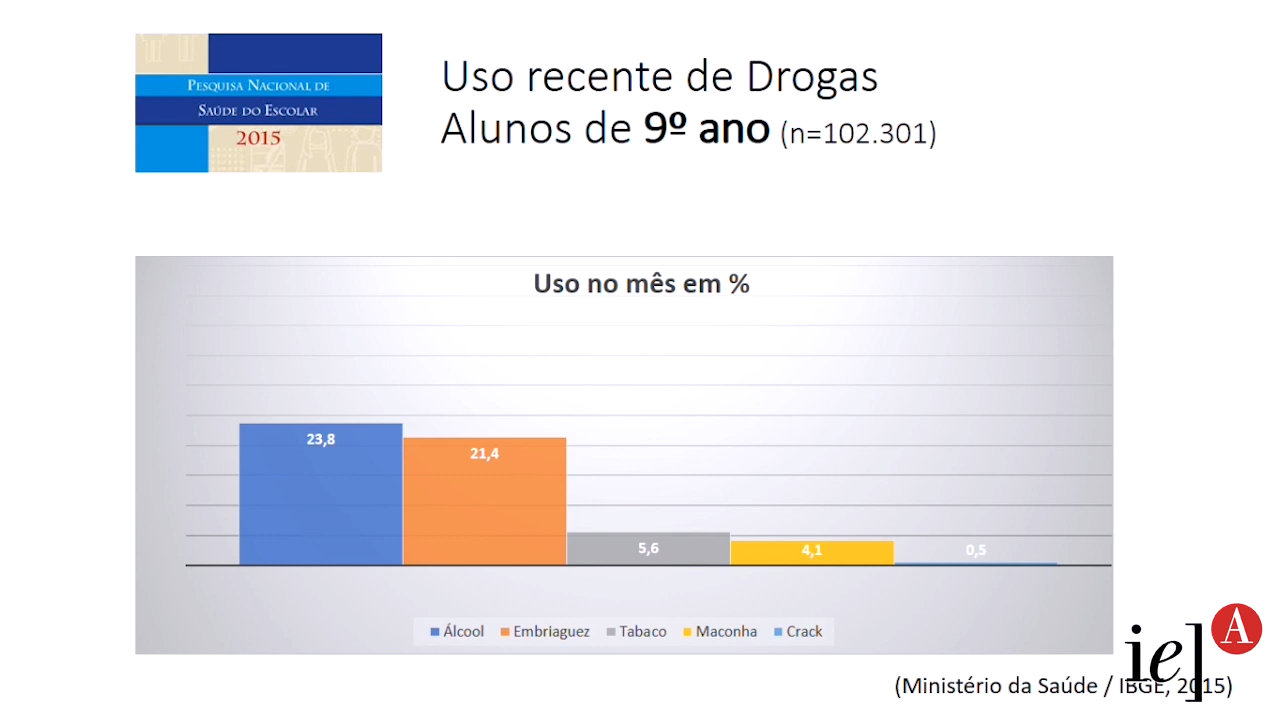 PESQUISA NACIONAL DE
SAÚDE DO ESCOLAR
2015
Uso recente de Drogas
Alunos de 9º ano (n=102.301)
Uso no mês em %
23,8
21,4
5,6
4,1
0,5
Álcool Embriaguez Tabaco Maconha Crack
ie] A
(Ministério da Saúde / IBGE, 2015)